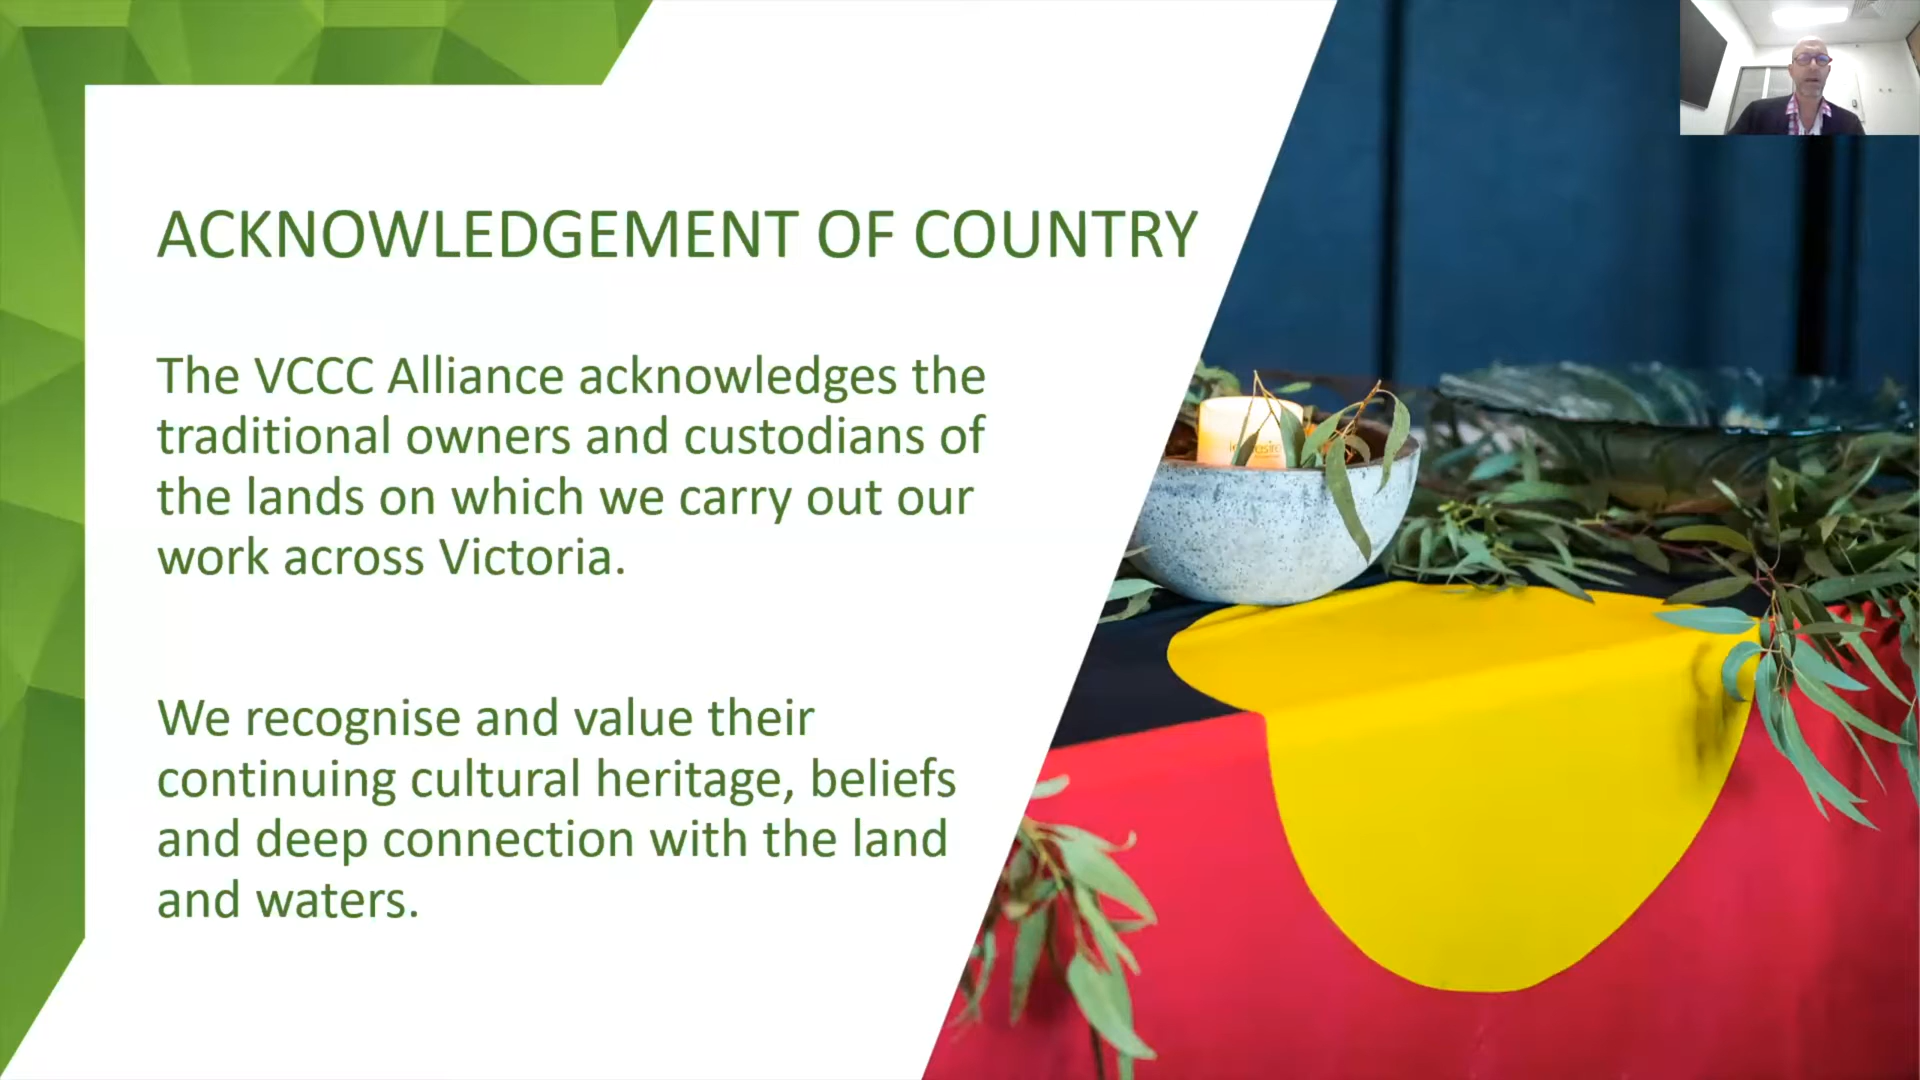 ACKNOWLEDGEMENT OF COUNTRY
The VCCC Alliance acknowledges the
traditional owners and custodians of
the lands on which we carry out our
work across Victoria.
We recognise and value their
continuing cultural heritage, beliefs
and deep connection with the land
and waters.